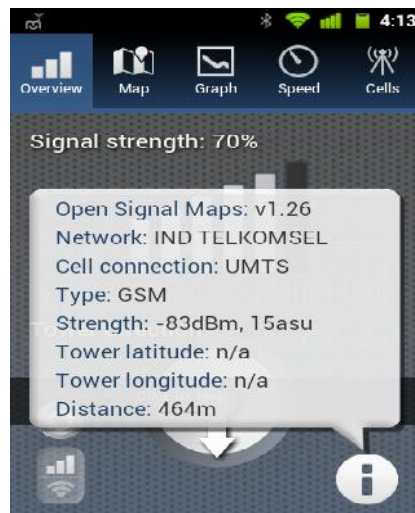 4:13
Overview Map Graph Speed Cells
Signal strength: 70%
Open Signal Maps: v1.26
Network: IND TELKOMSEL
Cell connection: UMTS
Type: GSM
Strength: -83dBm, 15asu
Tower latitude: n/a
Tower longitude: n/a
Distance: 464m